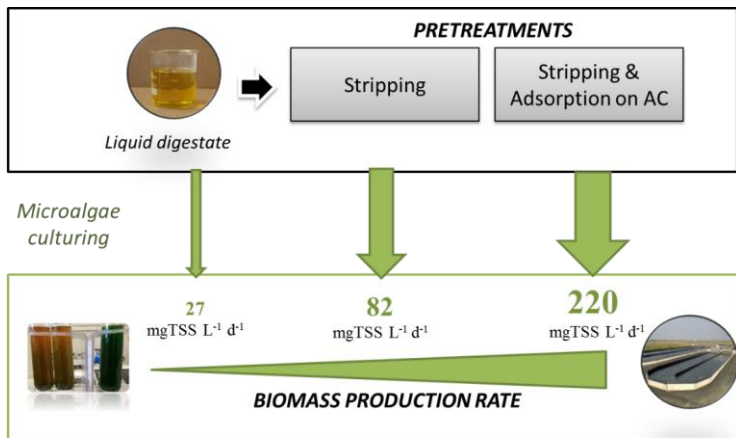 PRETREATMENTS
Liquid digestate
Stripping
Stripping &
Adsorption on AC
Microalgae
culturing
27
mgTSS L⁻¹ d⁻¹
82
mgTSS L⁻¹ d⁻¹
220
mgTSS L⁻¹ d⁻¹
BIOMASS PRODUCTION RATE